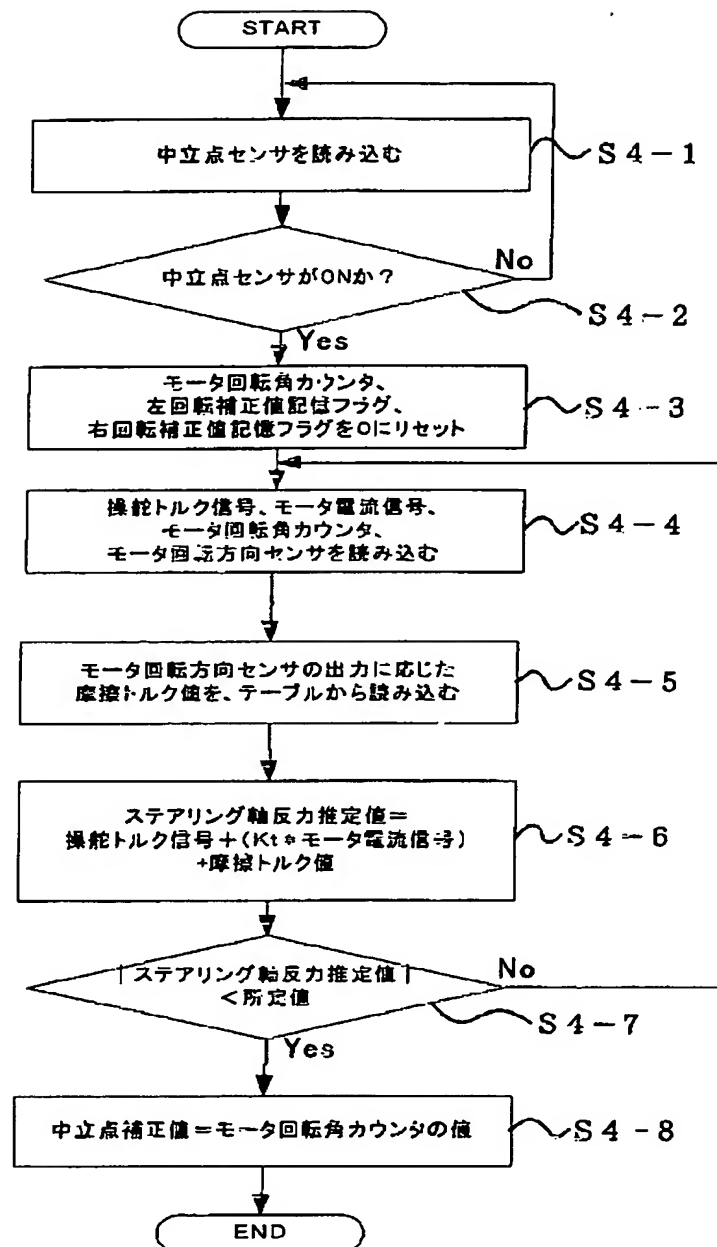 START
中立点センサを読み込む
S4-1
中立点センサがONか?
No
S4-2
Yes
モータ回転角カウンタ、
左回転補正値記憶フラグ、
右回転補正値記憶フラグを0にリセット
S4-3
操舵トルク信号、モータ電流信号、
モータ回転角カウンタ、
モータ回転方向センサを読み込む
S4-4
モータ回転方向センサの出力に応じた
摩擦トルク値を、テーブルから読み込む
S4-5
ステアリング軸反力推定値=
操舵トルク信号+(Kt*モータ電流信号)
+摩擦トルク値
S4-6
|ステアリング軸反力推定値|
<所定値
No
S4-7
Yes
中立点補正値=モータ回転角カウンタの値
S4-8
END